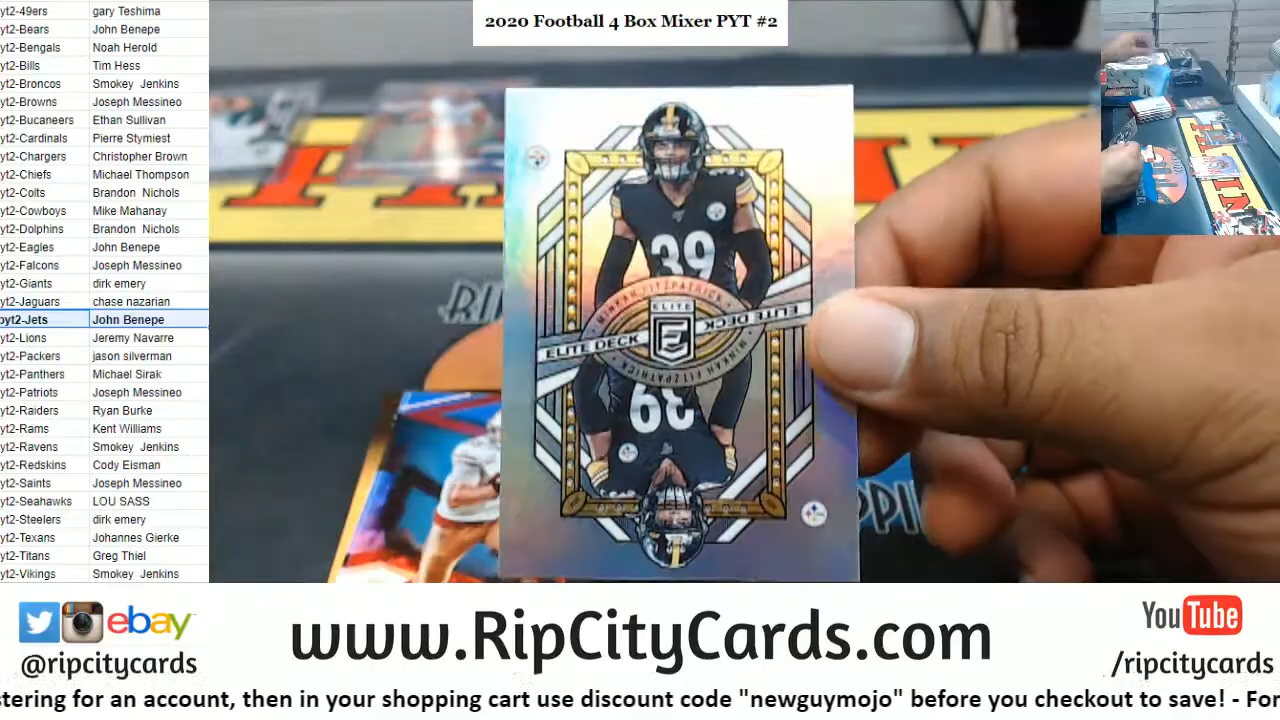 2020 Football 4 Box Mixer PYT #2
yt2-49ers gary Teshima
yt2-Bears John Benepe
yt2-Bengals Noah Herold
yt2-Bills Tim Hess
yt2-Broncos Smokey Jenkins
yt2-Browns Joseph Messineo
yt2-Bucaneers Ethan Sullivan
yt2-Cardinals Pierre Stymiest
yt2-Chargers Christopher Brown
yt2-Chiefs Michael Thompson
yt2-Colts Brandon Nichols
yt2-Cowboys Mike Mahanay
yt2-Dolphins Brandon Nichols
yt2-Eagles John Benepe
yt2-Falcons Joseph Messineo
yt2-Giants dirk emery
yt2-Jaguars chase nazarian
pyt2-Jets John Benepe
yt2-Lions Jeremy Navarre
yt2-Packers jason silverman
yt2-Panthers Michael Sirak
yt2-Patriots Joseph Messineo
yt2-Raiders Ryan Burke
yt2-Rams Kent Williams
yt2-Ravens Smokey Jenkins
yt2-Redskins Cody Eisman
yt2-Saints Joseph Messineo
yt2-Seahawks LOU SASS
yt2-Steelers dirk emery
yt2-Texans Johannes Gierke
yt2-Titans Greg Thiel
yt2-Vikings Smokey Jenkins
39
MINKAH FITZPATRICK
ELITE
E
ELITE DECK
ELITE DECK
MINKAH FITZPATRICK
39
ebay
@ripcitycards
www.RipCityCards.com
YouTube
/ripcitycards
stering for an account, then in your shopping cart use discount code "newguymojo" before you checkout to save! - For